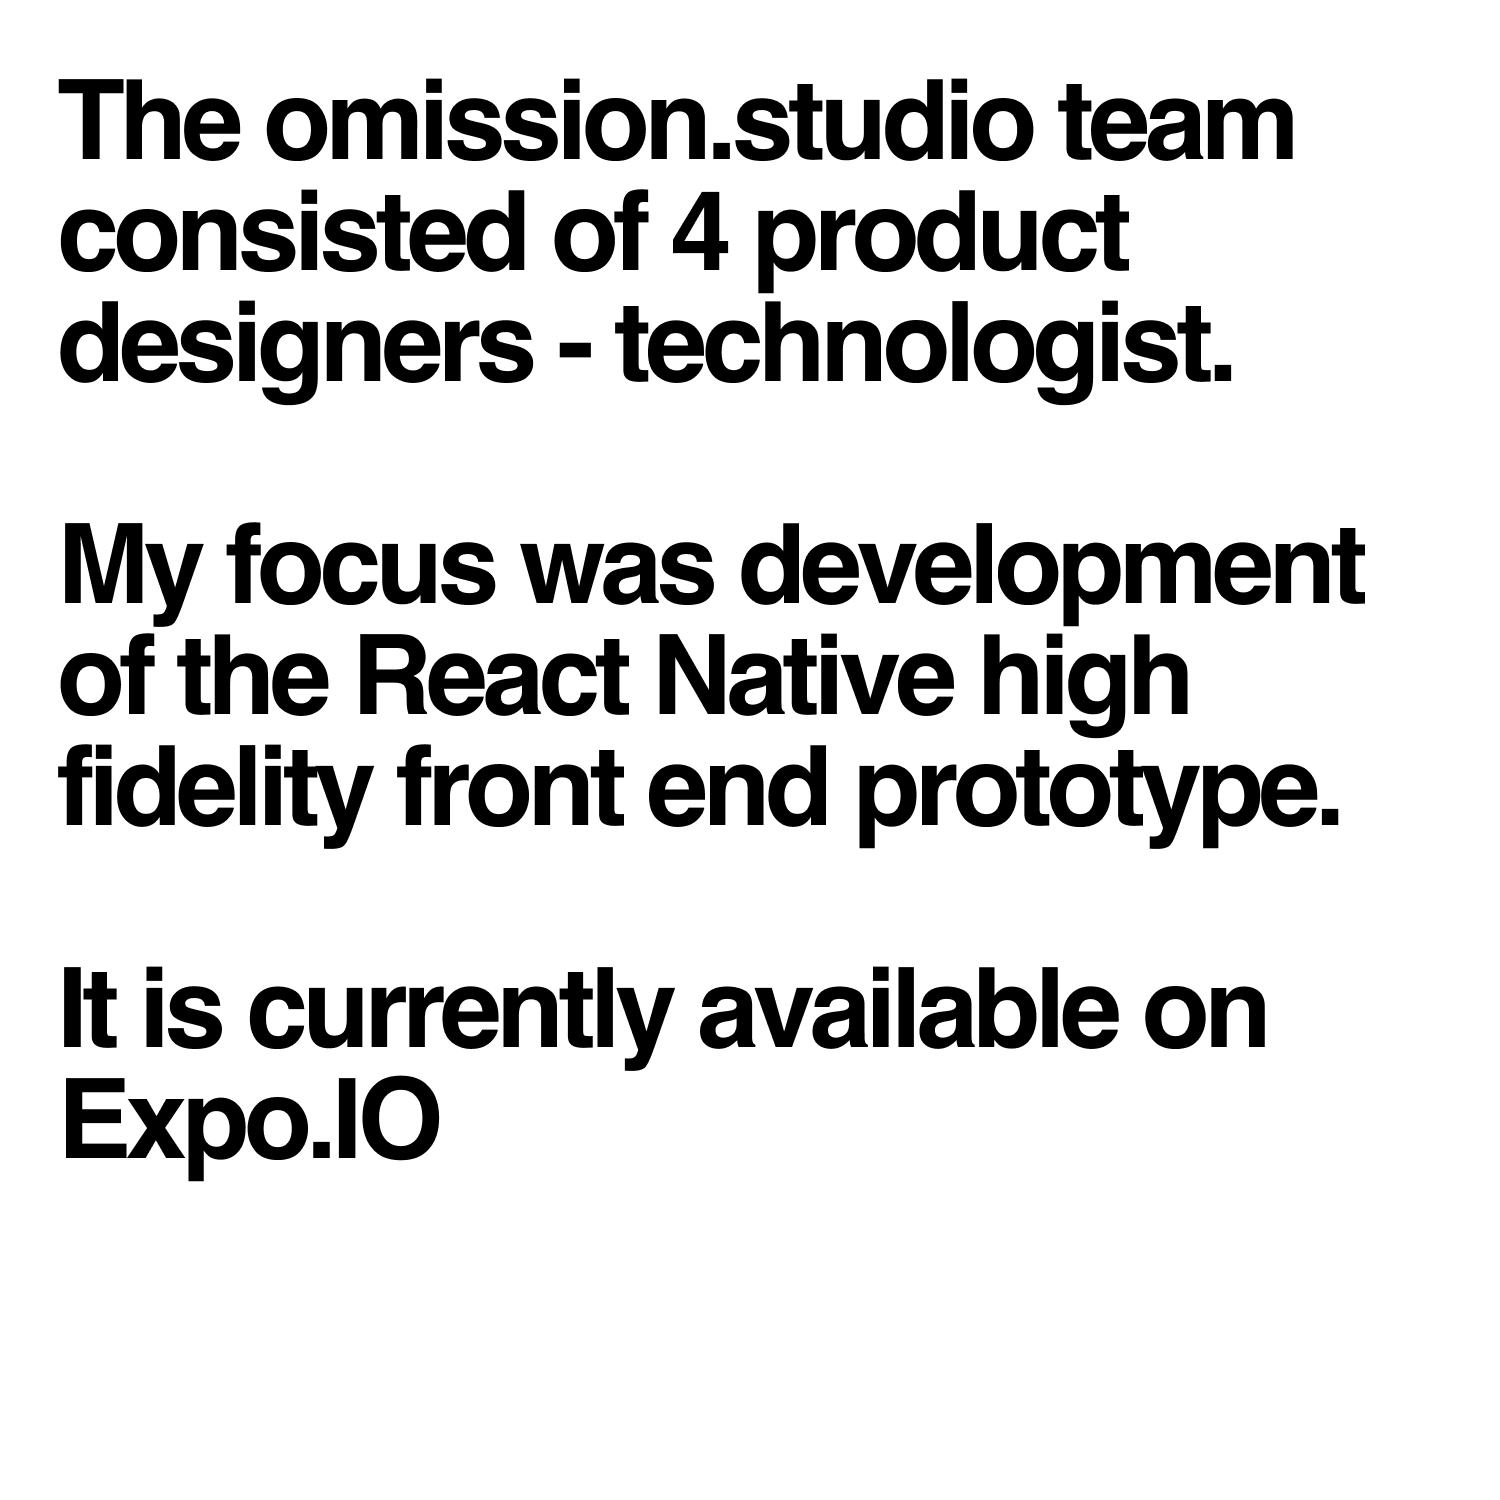 The omission.studio team
consisted of 4 product
designers - technologist.
My focus was development
of the React Native high
fidelity front end prototype.
It is currently available on
Expo.IO